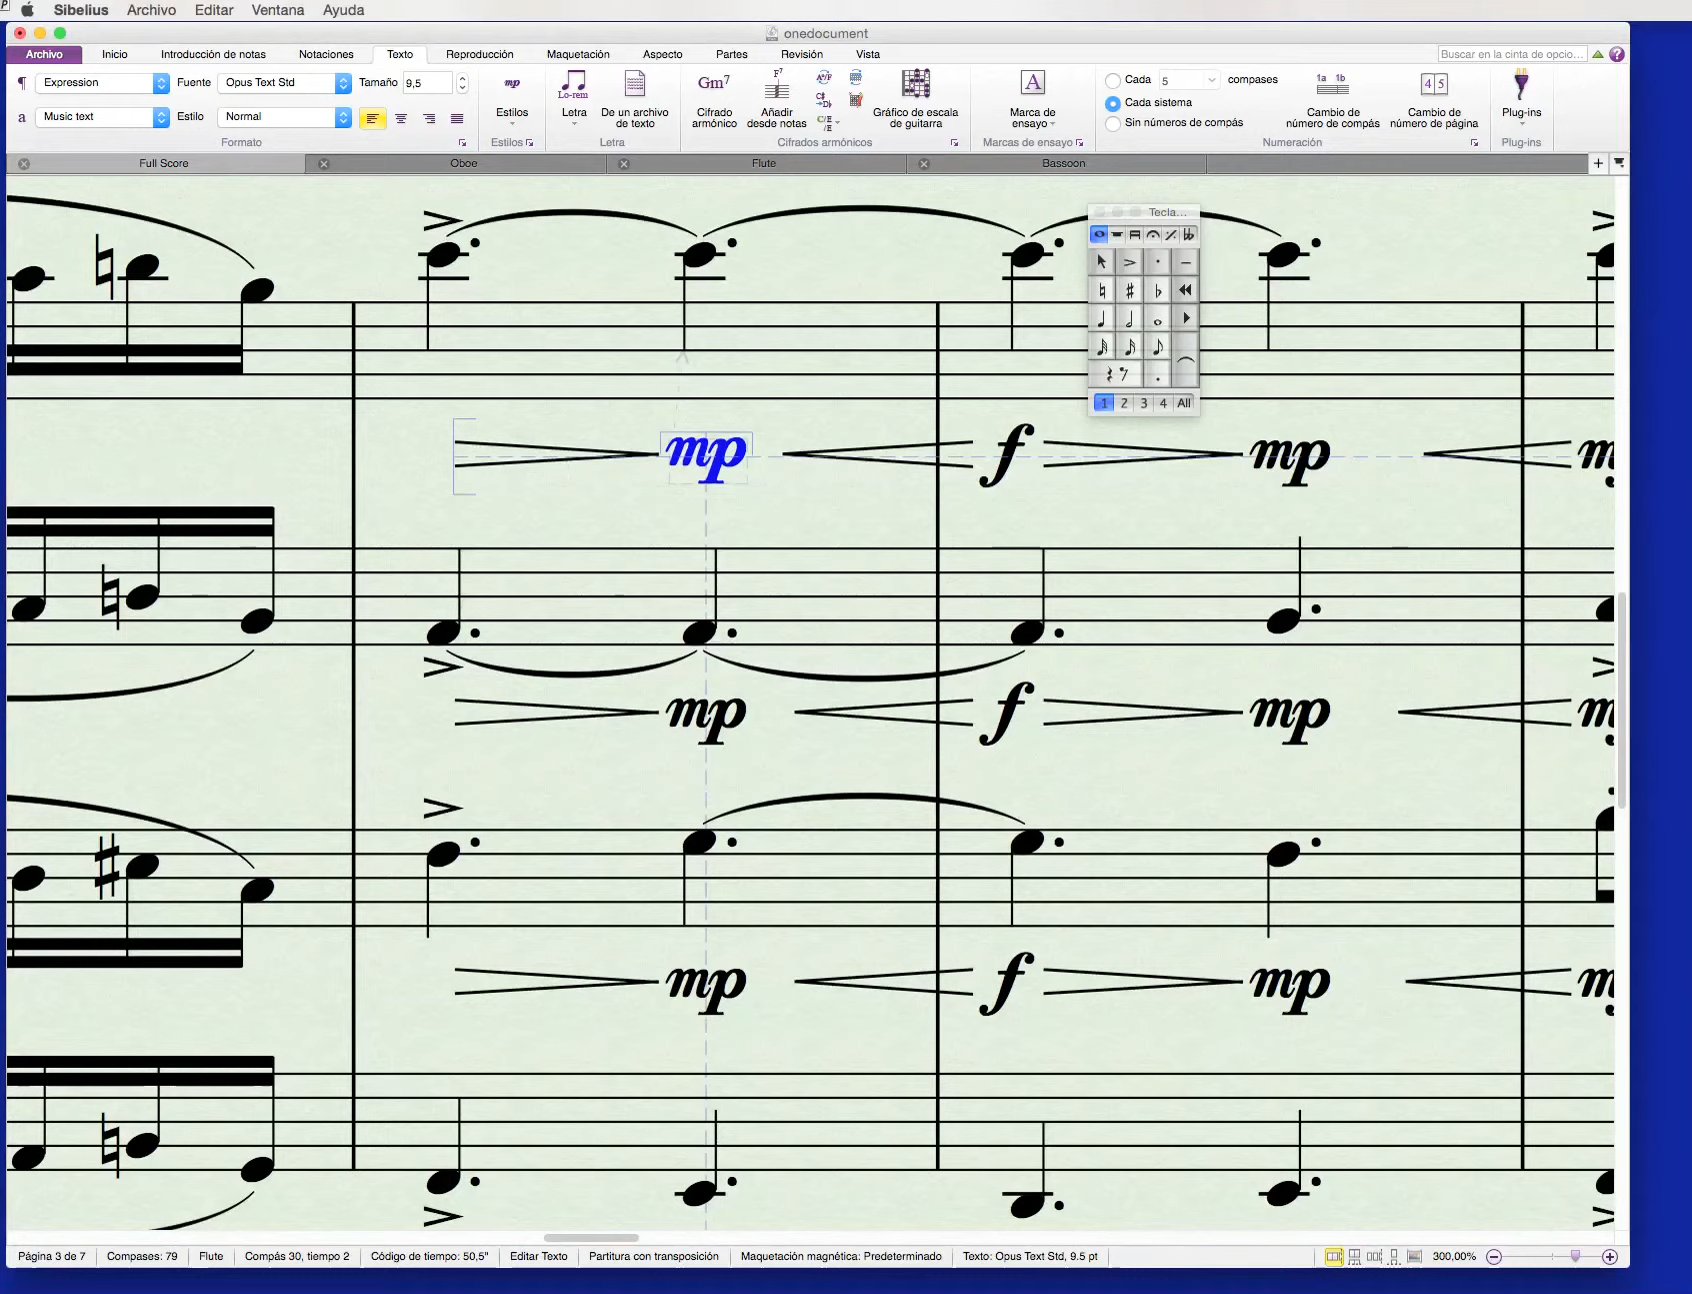 Sibelius Archivo Editar Ventana Ayuda
onedocument
Archivo Inicio Introducción de notas Notaciones Texto Reproducción Maquetación Aspecto Partes Revisión Vista Buscar en la cinta de opcio...
Expression Fuente Opus Text Std Tamaño 9,5
a Music text Estilo Normal
Formato
mp
Estilos
Estilos
Lo-rem
Letra
De un archivo
de texto
Letra
Gm7
Cifrado
armónico
F7
Añadir
desde notas
Gráfico de escala
de guitarra
Cifrados armónicos
A
Marca de
ensayo
Marcas de ensayo
Cada 5 compases
Cada sistema
Sin números de compás
1a 1b
Cambio de
número de compás
4 5
Cambio de
número de página
Numeración
Plug-ins
Plug-ins
Full Score Oboe Flute Bassoon
Tecla...
1 2 3 4 All
mp f mp
mp f mp
mp f mp
Página 3 de 7 Compases: 79 Flute Compás 30, tiempo 2 Código de tiempo: 50,5" Editar Texto Partitura con transposición Maquetación magnética: Predeterminado Texto: Opus Text Std, 9.5 pt 300,00%